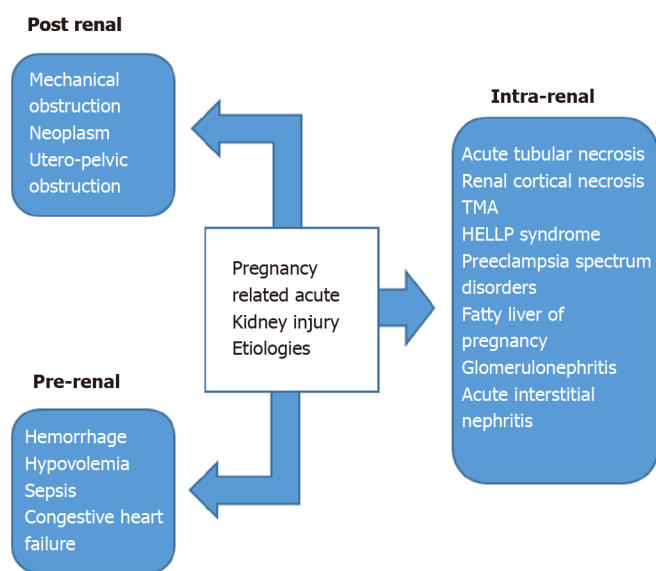 Post renal
Mechanical
obstruction
Neoplasm
Utero-pelvic
obstruction
Intra-renal
Acute tubular necrosis
Renal cortical necrosis
TMA
HELLP syndrome
Preeclampsia spectrum
disorders
Fatty liver of
pregnancy
Glomerulonephritis
Acute interstitial
nephritis
Pregnancy
related acute
Kidney injury
Etiologies
Pre-renal
Hemorrhage
Hypovolemia
Sepsis
Congestive heart
failure